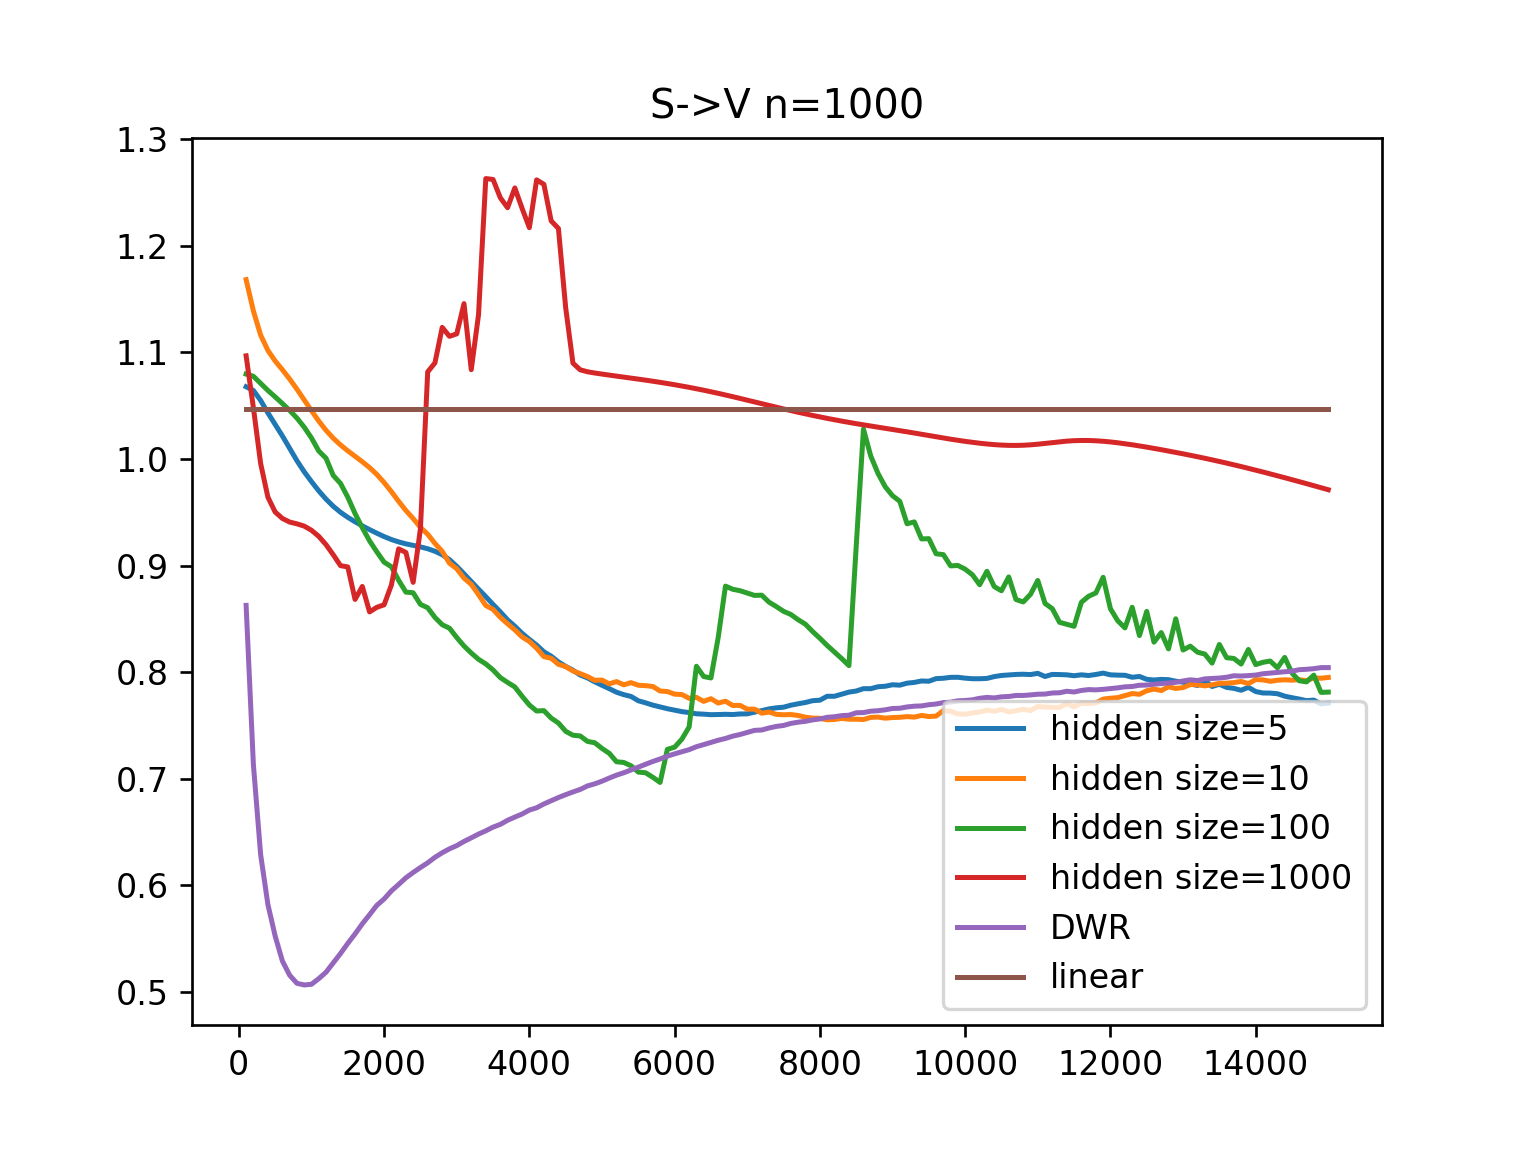 S->V n=1000
1.3
1.2
1.1
1.0
0.9
0.8
0.7
0.6
0.5
hidden size=5
hidden size=10
hidden size=100
hidden size=1000
DWR
linear
0 2000 4000 6000 8000 10000 12000 14000